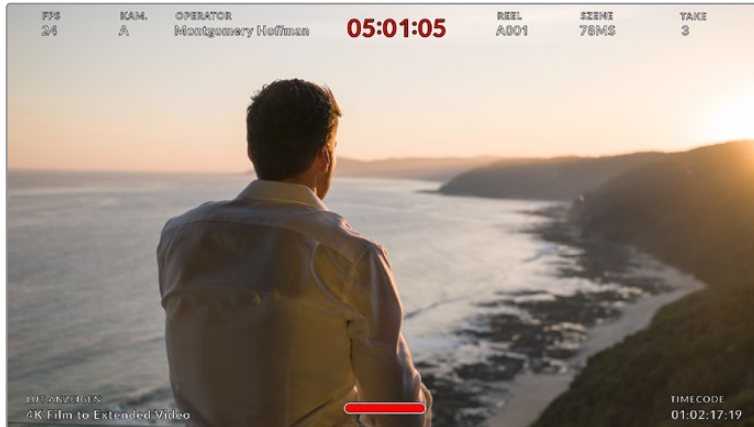 FPS
24
KAM.
A
OPERATOR
Montgomery Hoffman
05:01:05
REEL
A001
SZENE
78MS
TAKE
3
LUT ANZEIGEN
4K Film to Extended Video
TIMECODE
01:02:17:19